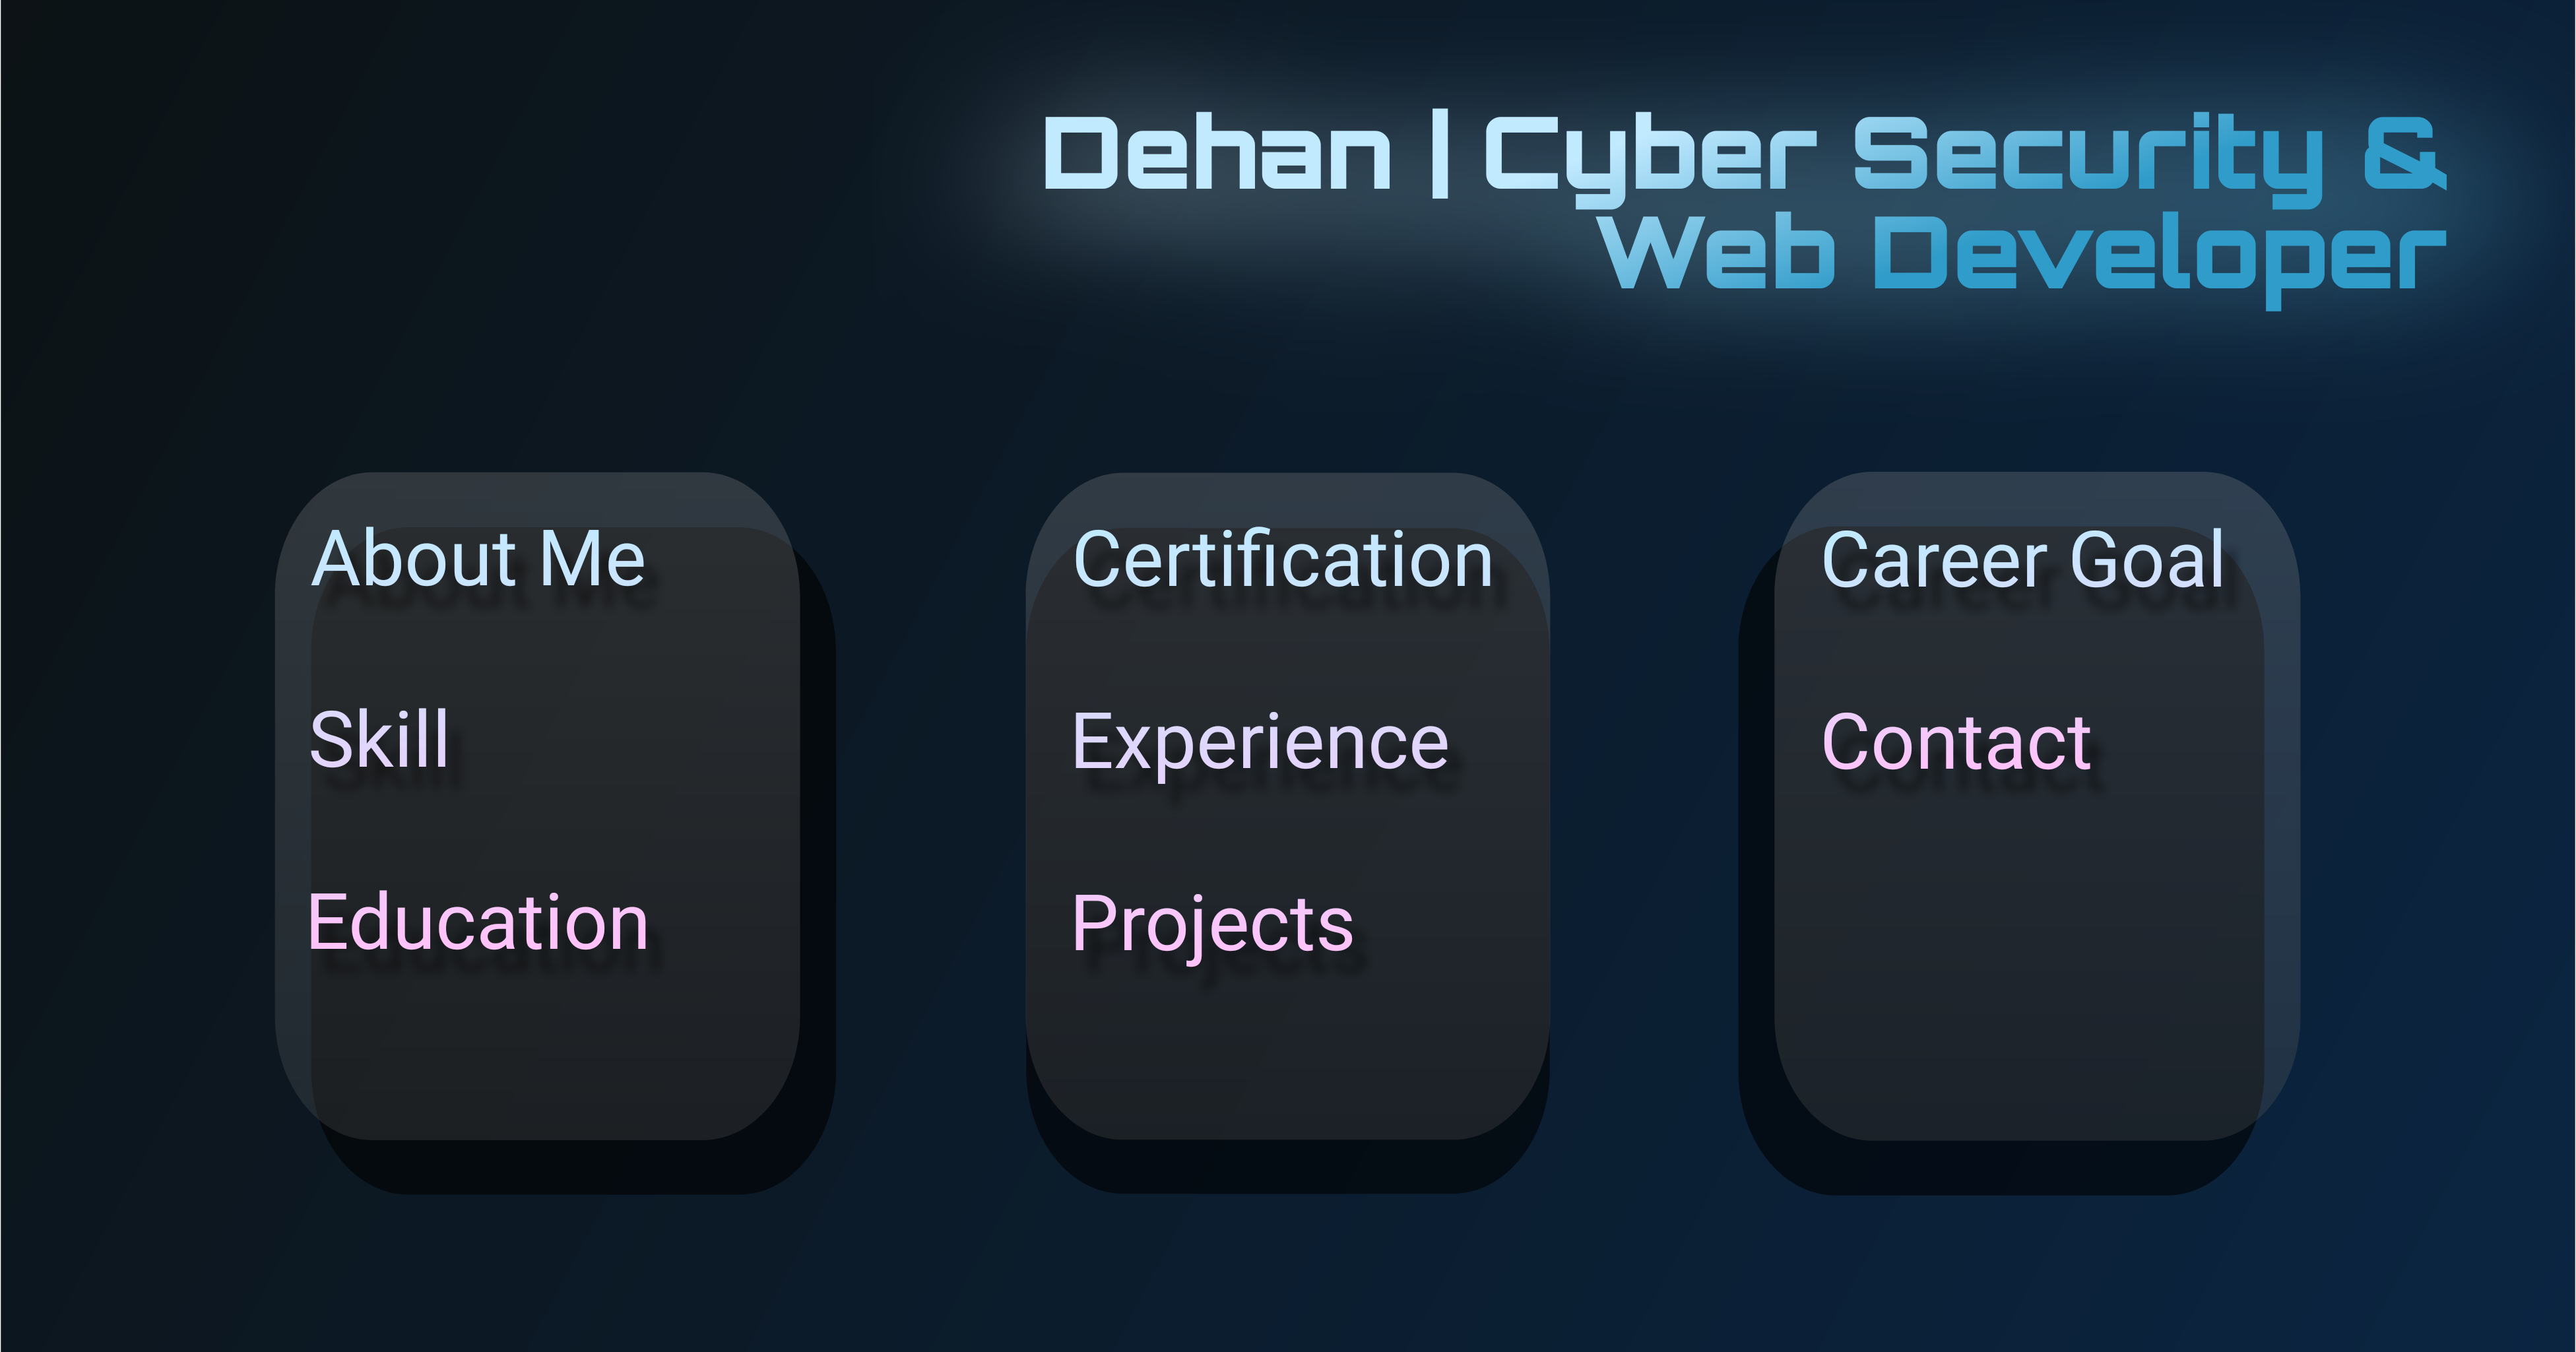 Dehan | Cyber Security &
Web Developer
About Me
Skill
Education
Certification
Experience
Projects
Career Goal
Contact